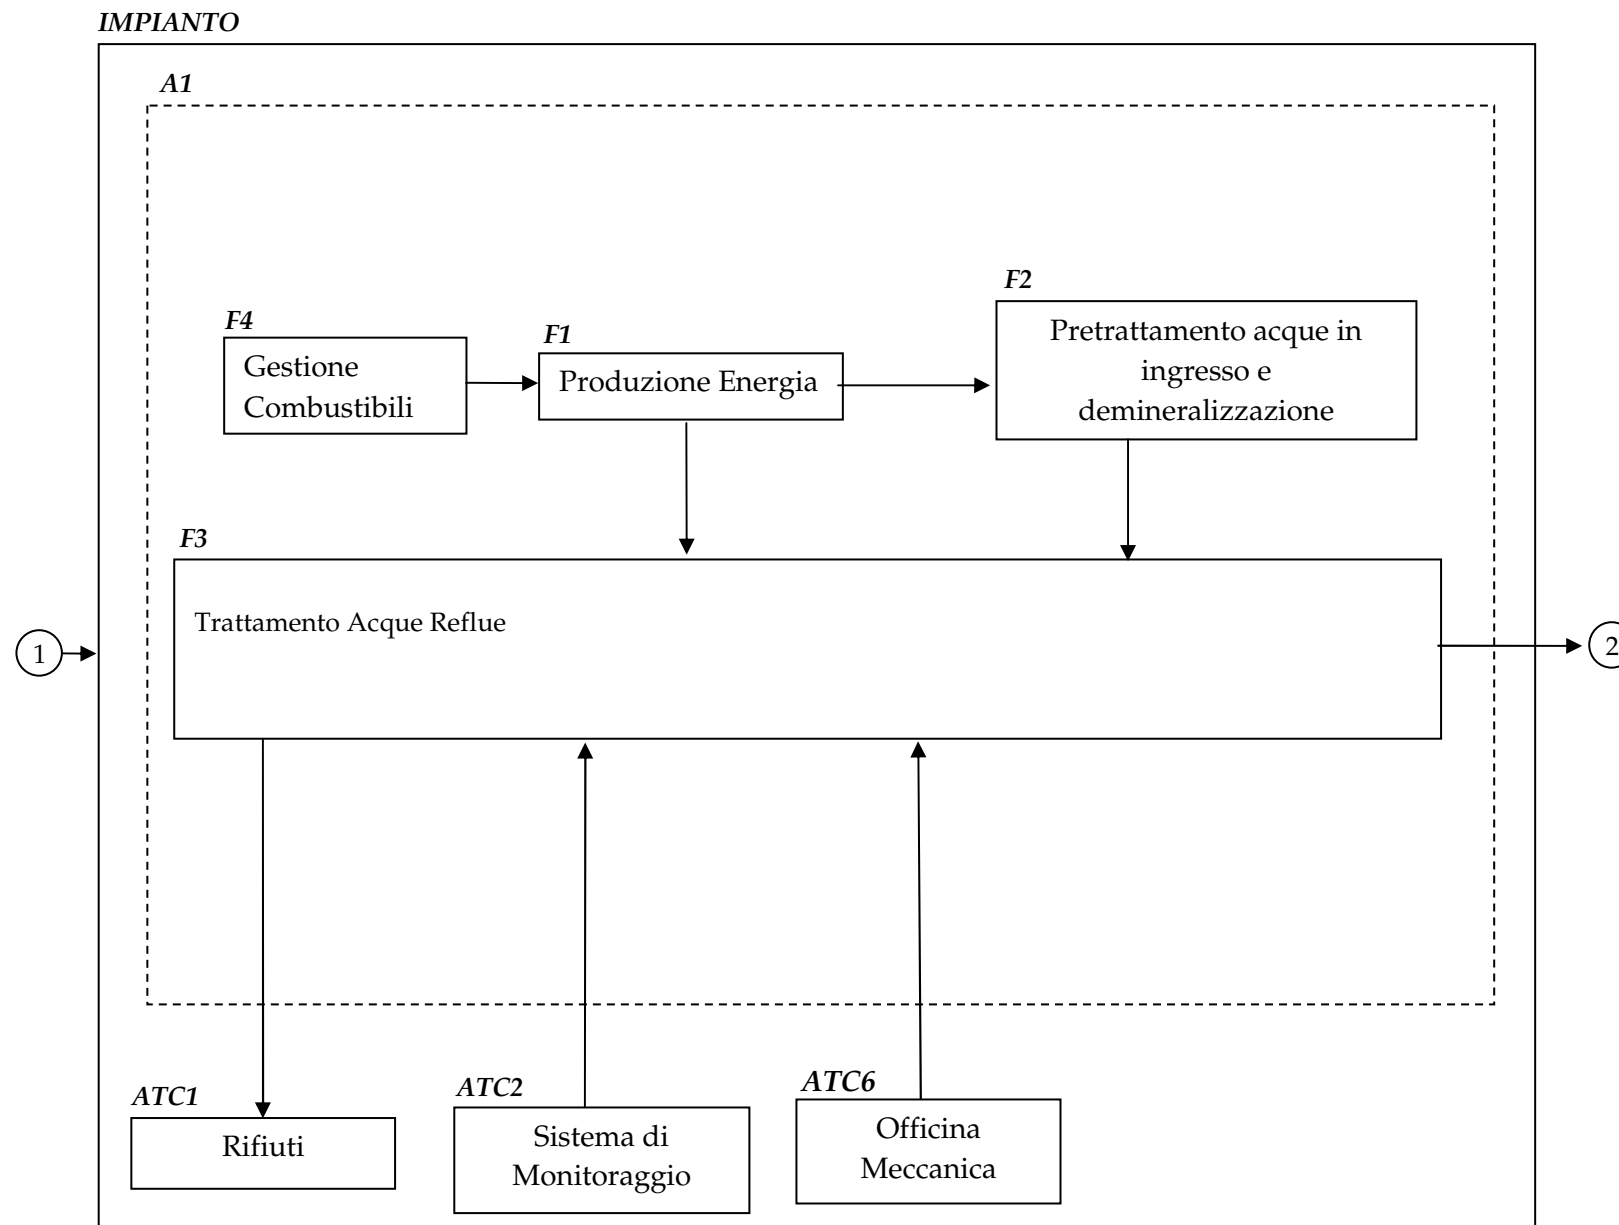 IMPIANTO
A1
F4
Gestione
Combustibili
F1
Produzione Energia
F2
Pretrattamento acque in
ingresso e
demineralizzazione
F3
Trattamento Acque Reflue
1
2
ATC1
Rifiuti
ATC2
Sistema di
Monitoraggio
ATC6
Officina
Meccanica